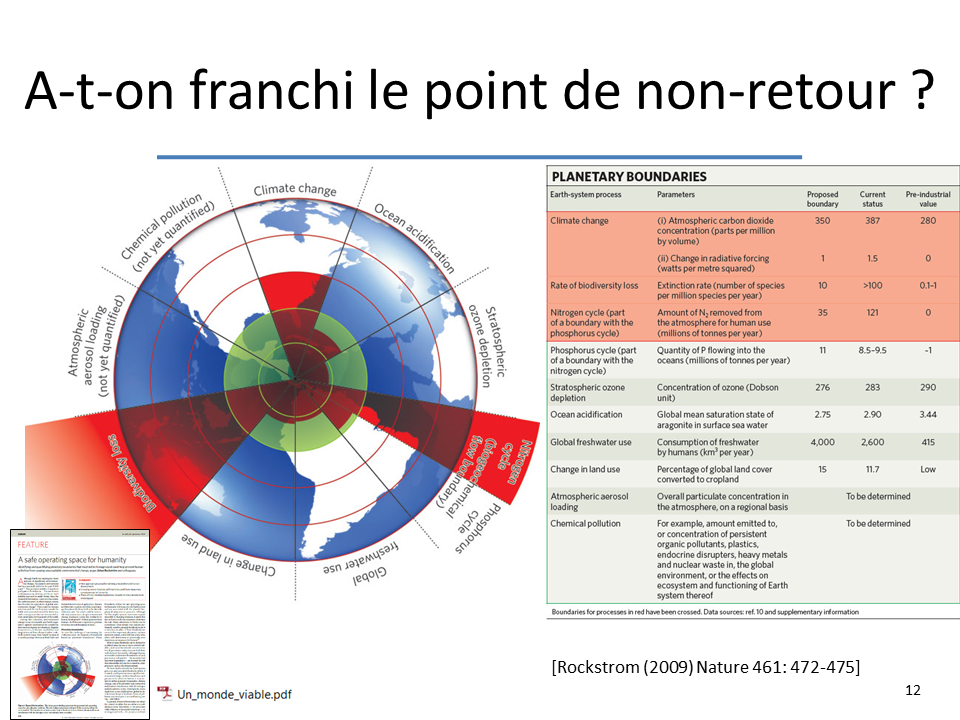 A-t-on franchi le point de non-retour ?
Climate change
Ocean acidification
Stratospheric
ozone depletion
Nitrogen
cycle
(biogeochemical
flow boundary)
Phosphorus
cycle
Global
freshwater use
Change in land use
Biodiversity loss
Atmospheric
aerosol loading
(not yet quantified)
Chemical pollution
(not yet quantified)
PLANETARY BOUNDARIES
Earth-system process Parameters Proposed boundary Current status Pre-industrial value
Climate change (i) Atmospheric carbon dioxide 350 387 280
concentration (parts per million
by volume)
(ii) Change in radiative forcing 1 1.5 0
(watts per metre squared)
Rate of biodiversity loss Extinction rate (number of species 10 >100 0.1–1
per million species per year)
Nitrogen cycle (part Amount of N2 removed from 35 121 0
of a boundary with the the atmosphere for human use
phosphorus cycle) (millions of tonnes per year)
Phosphorus cycle (part Quantity of P flowing into the 11 8.5–9.5 ~1
of a boundary with the oceans (millions of tonnes per year)
nitrogen cycle)
Stratospheric ozone Concentration of ozone (Dobson 276 283 290
depletion unit)
Ocean acidification Global mean saturation state of 2.75 2.90 3.44
aragonite in surface sea water
Global freshwater use Consumption of freshwater 4,000 2,600 415
by humans (km3 per year)
Change in land use Percentage of global land cover 15 11.7 Low
converted to cropland
Atmospheric aerosol Overall particulate concentration in To be determined
loading the atmosphere, on a regional basis
Chemical pollution For example, amount emitted to, To be determined
or concentration of persistent
organic pollutants, plastics,
endocrine disrupters, heavy metals
and nuclear waste in, the global
environment, or the effects on
ecosystem and functioning of Earth
system thereof
Boundaries for processes in red have been crossed. Data sources: ref. 10 and supplementary information
FEATURE
A safe operating space for humanity
Un_monde_viable.pdf
[Rockstrom (2009) Nature 461: 472-475]
12